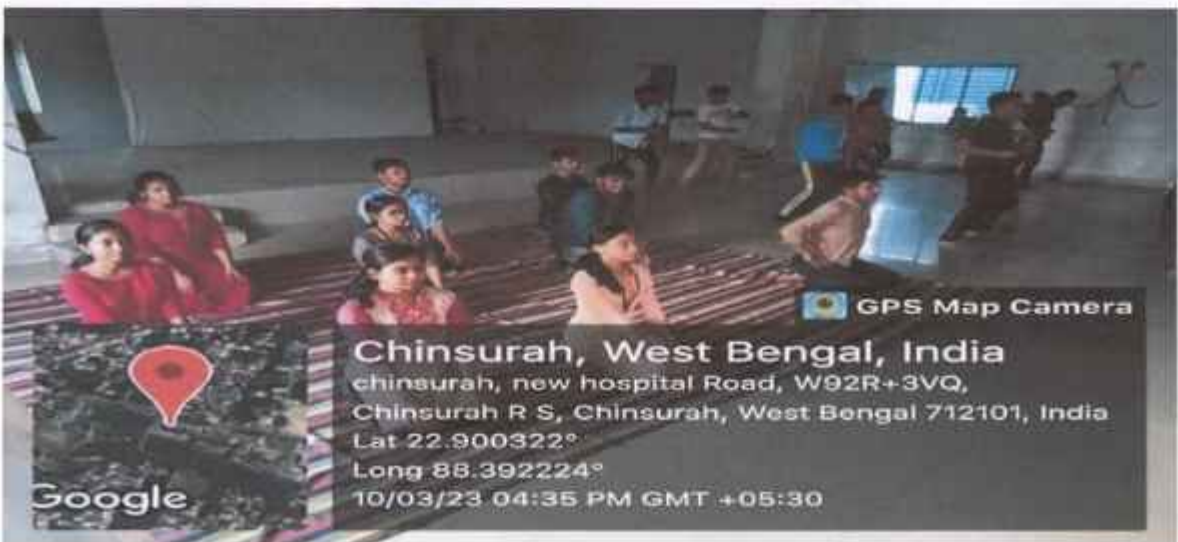 GPS Map Camera
Chinsurah, West Bengal, India
chinsurah, new hospital Road, W92R+3VQ,
Chinsurah R S, Chinsurah, West Bengal 712101, India
Lat 22.900322°
Long 88.392224°
10/03/23 04:35 PM GMT +05:30
Google